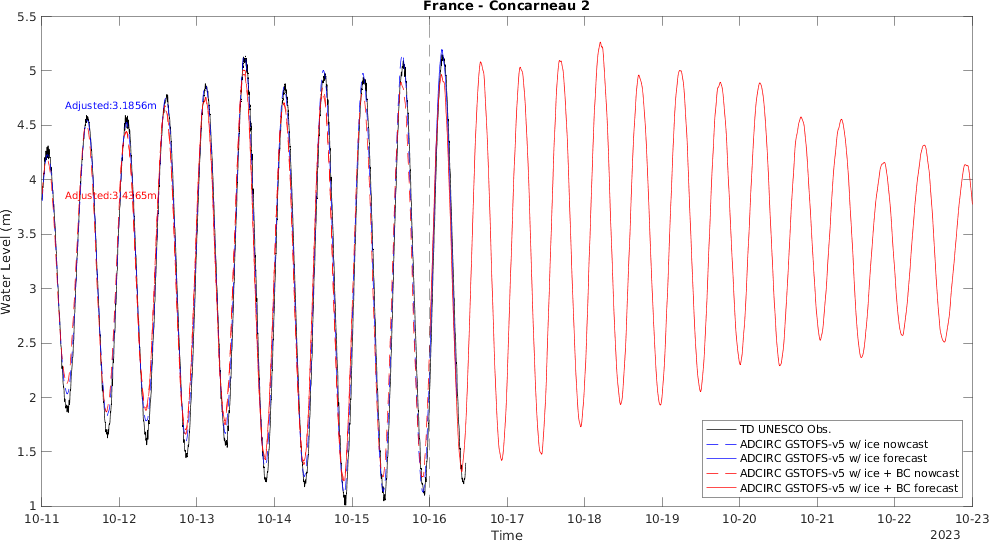 France - Concarneau 2
5.5
5
4.5
4
3.5
3
2.5
2
1.5
1
Water Level (m)
Adjusted:3.1856m
Adjusted:3.4365m
TD UNESCO Obs.
ADCIRC GSTOFS-v5 w/ ice nowcast
ADCIRC GSTOFS-v5 w/ ice forecast
ADCIRC GSTOFS-v5 w/ ice + BC nowcast
ADCIRC GSTOFS-v5 w/ ice + BC forecast
10-11 10-12 10-13 10-14 10-15 10-16 10-17 10-18 10-19 10-20 10-21 10-22 10-23
Time
2023